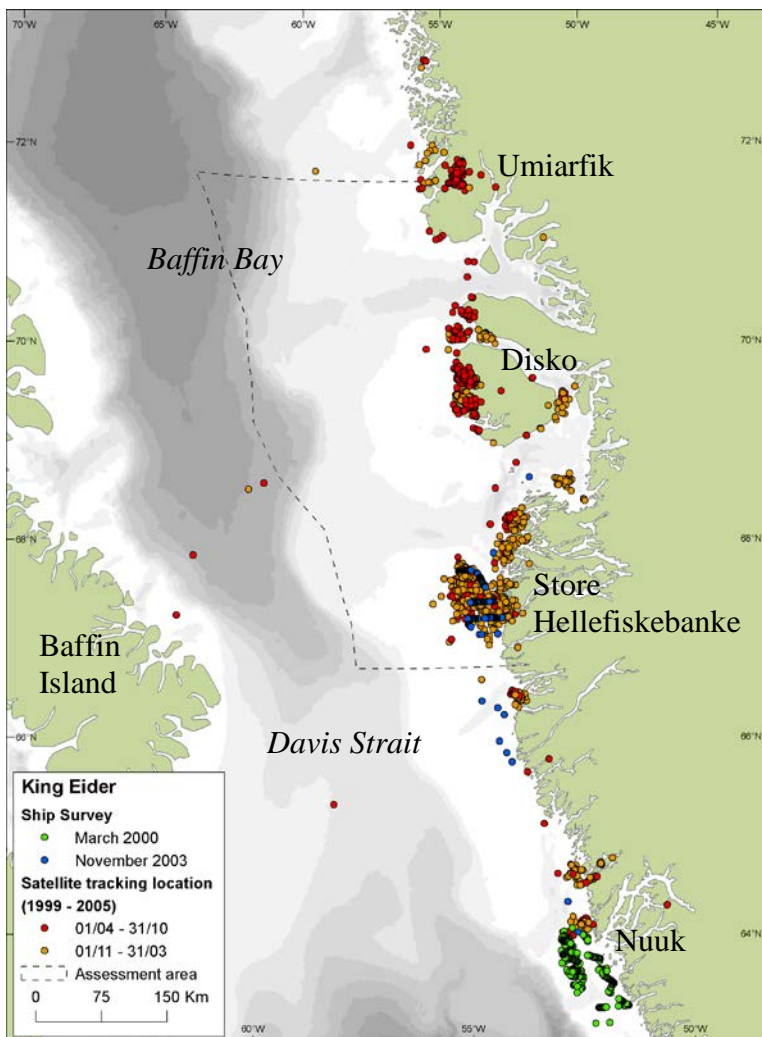 70°W
65°W
60°W
55°W
50°W
45°W
72°N
72°N
Umiarfik
Baffin Bay
70°N
70°N
Disko
68°N
68°N
Store
Hellefiskebanke
Baffin
Island
66°N
66°N
Davis Strait
King Eider
Ship Survey
March 2000
November 2003
Satellite tracking location
(1999 - 2005)
01/04 - 31/10
01/11 - 31/03
Assessment area
0 75 150 Km
Nuuk
64°N
60°W
55°W
50°W